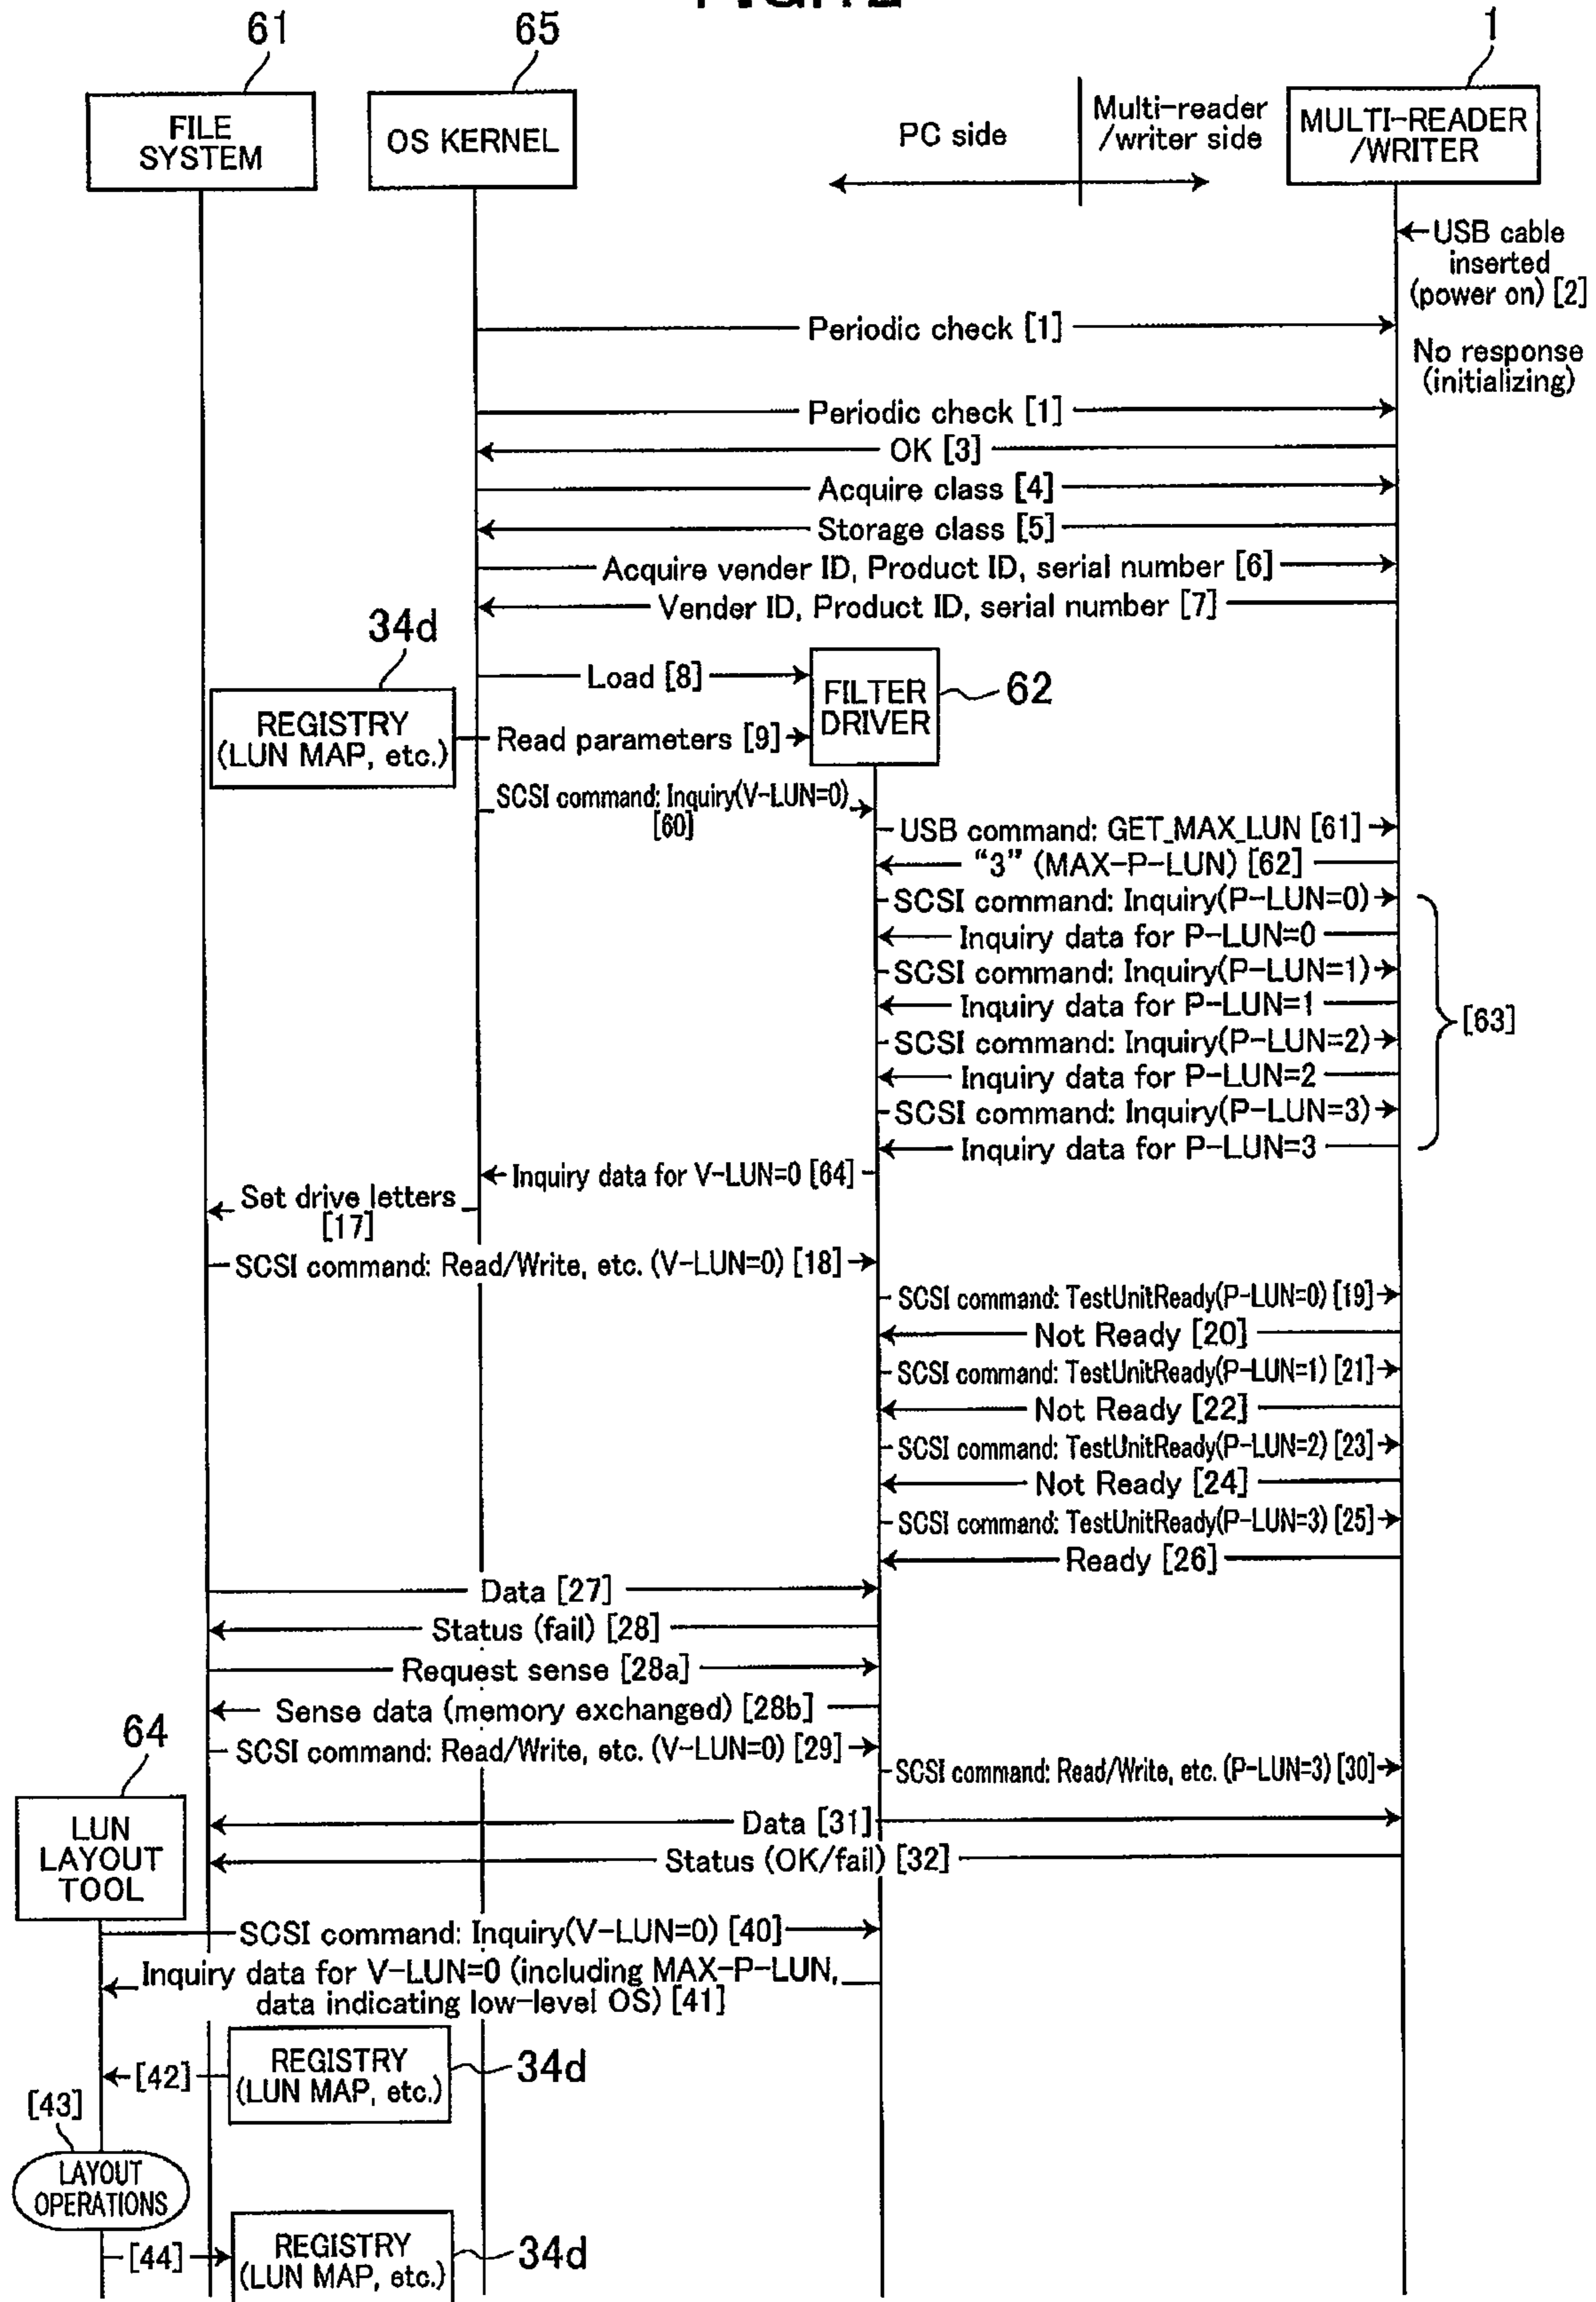 61
65
1
FILE
SYSTEM
OS KERNEL
PC side
Multi-reader
/writer side
MULTI-READER
/WRITER
←USB cable
inserted
(power on) [2]
Periodic check [1]
No response
(initializing)
Periodic check [1]
OK [3]
Acquire class [4]
Storage class [5]
Acquire vender ID, Product ID, serial number [6]
Vender ID, Product ID, serial number [7]
34d
Load [8]
FILTER
DRIVER
62
REGISTRY
(LUN MAP, etc.)
Read parameters [9]
SCSI command: Inquiry(V-LUN=0)
[60]
USB command: GET_MAX_LUN [61]
“3” (MAX-P-LUN) [62]
SCSI command: Inquiry(P-LUN=0)
Inquiry data for P-LUN=0
SCSI command: Inquiry(P-LUN=1)
Inquiry data for P-LUN=1
[63]
SCSI command: Inquiry(P-LUN=2)
Inquiry data for P-LUN=2
SCSI command: Inquiry(P-LUN=3)
Inquiry data for P-LUN=3
Inquiry data for V-LUN=0 [64]
Set drive letters
[17]
SCSI command: Read/Write, etc. (V-LUN=0) [18]
SCSI command: TestUnitReady(P-LUN=0) [19]
Not Ready [20]
SCSI command: TestUnitReady(P-LUN=1) [21]
Not Ready [22]
SCSI command: TestUnitReady(P-LUN=2) [23]
Not Ready [24]
SCSI command: TestUnitReady(P-LUN=3) [25]
Ready [26]
Data [27]
Status (fail) [28]
Request sense [28a]
Sense data (memory exchanged) [28b]
64
SCSI command: Read/Write, etc. (V-LUN=0) [29]
SCSI command: Read/Write, etc. (P-LUN=3) [30]
LUN
LAYOUT
TOOL
Data [31]
Status (OK/fail) [32]
SCSI command: Inquiry(V-LUN=0) [40]
Inquiry data for V-LUN=0 (including MAX-P-LUN,
data indicating low-level OS) [41]
[42]
REGISTRY
(LUN MAP, etc.)
34d
[43]
LAYOUT
OPERATIONS
[44]
REGISTRY
(LUN MAP, etc.)
34d